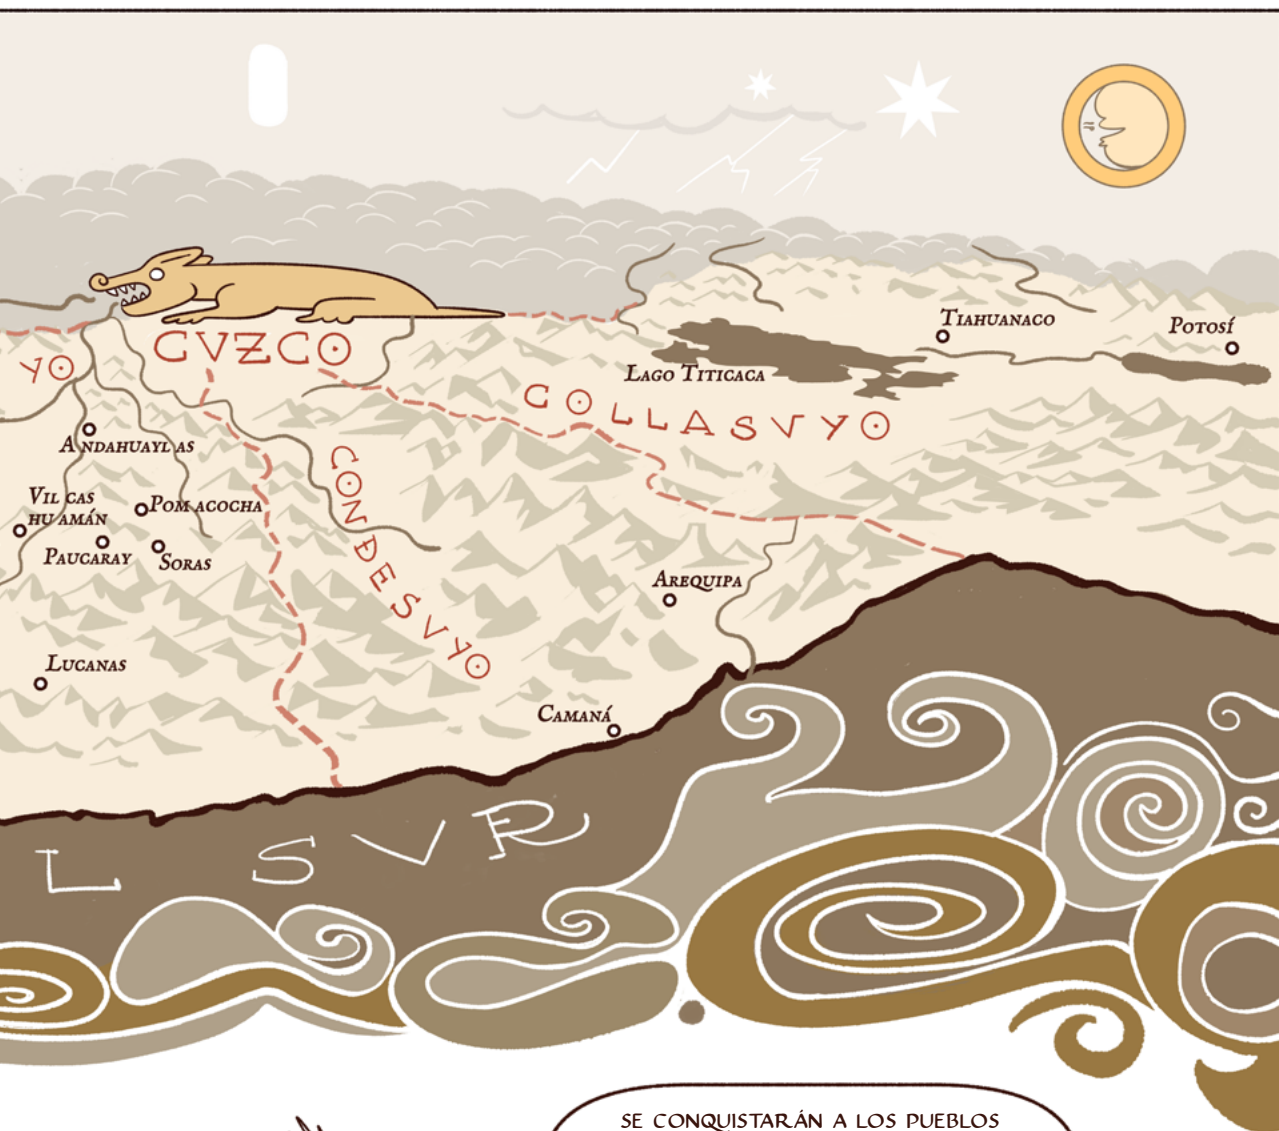 TIAHUANACO
POTOSÍ
CVZCO
YO
LAGO TITICACA
COLLASVYO
ANDAHUAYLAS
CONDESVYO
VILCAS
HUAMÁN
POMACOCHA
PAUCARAY
SORAS
AREQUIPA
LUCANAS
CAMANÁ
L SVR
SE CONQUISTARÁN A LOS PUEBLOS